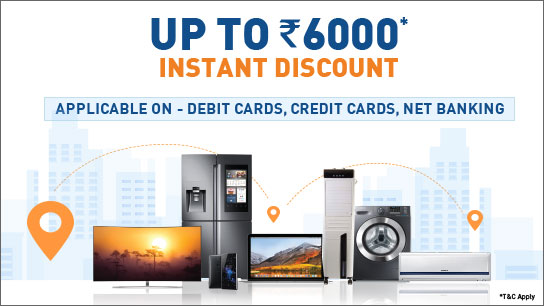 UP TO ₹6000*
INSTANT DISCOUNT
APPLICABLE ON - DEBIT CARDS, CREDIT CARDS, NET BANKING
*T&C Apply